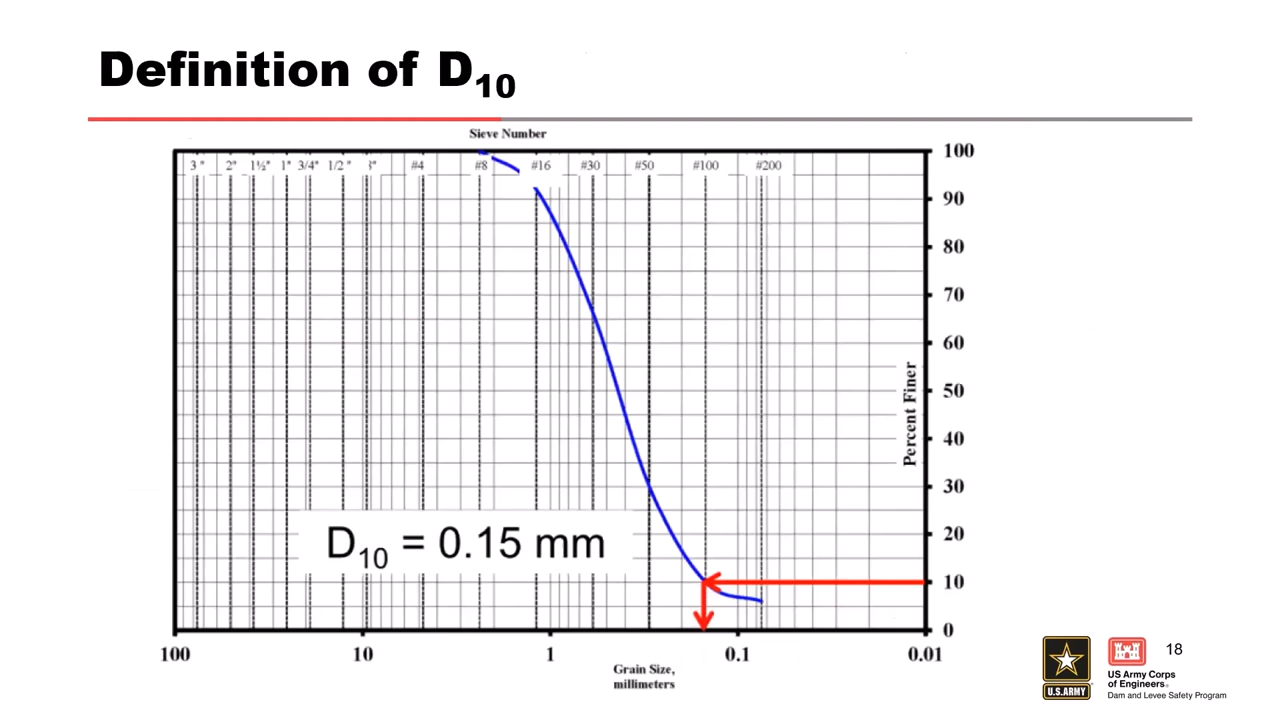 Definition of D10
Sieve Number
3 " 2" 1½" 1" 3/4" 1/2 " #4 #8 #16 #30 #50 #100 #200
100
90
80
70
60
50
40
30
20
10
0
Percent Finer
D10 = 0.15 mm
100 10 1 0.1 0.01
Grain Size,
millimeters
U.S.ARMY
US Army Corps
of Engineers®
Dam and Levee Safety Program
18